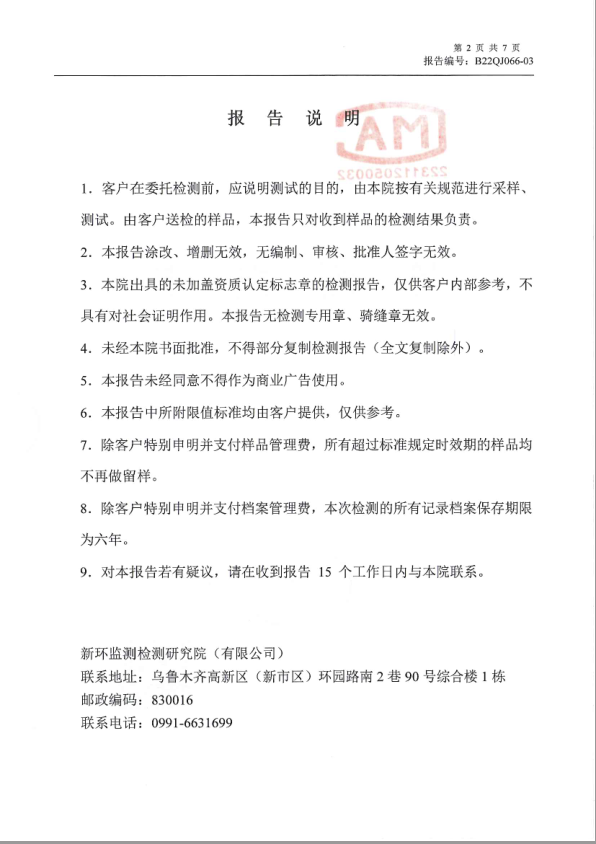 第 2 页 共 7 页
报告编号：B22QJ066-03
报 告 说 明
MA
223112050032
1．客户在委托检测前，应说明测试的目的，由本院按有关规范进行采样、
测试。由客户送检的样品，本报告只对收到样品的检测结果负责。
2．本报告涂改、增删无效，无编制、审核、批准人签字无效。
3．本院出具的未加盖资质认定标志章的检测报告，仅供客户内部参考，不
具有对社会证明作用。本报告无检测专用章、骑缝章无效。
4．未经本院书面批准，不得部分复制检测报告（全文复制除外）。
5．本报告未经同意不得作为商业广告使用。
6．本报告中所附限值标准均由客户提供，仅供参考。
7．除客户特别申明并支付样品管理费，所有超过标准规定时效期的样品均
不再做留样。
8．除客户特别申明并支付档案管理费，本次检测的所有记录档案保存期限
为六年。
9．对本报告若有疑议，请在收到报告 15 个工作日内与本院联系。
新环监测检测研究院（有限公司）
联系地址：乌鲁木齐高新区（新市区）环园路南 2 巷 90 号综合楼 1 栋
邮政编码：830016
联系电话：0991-6631699